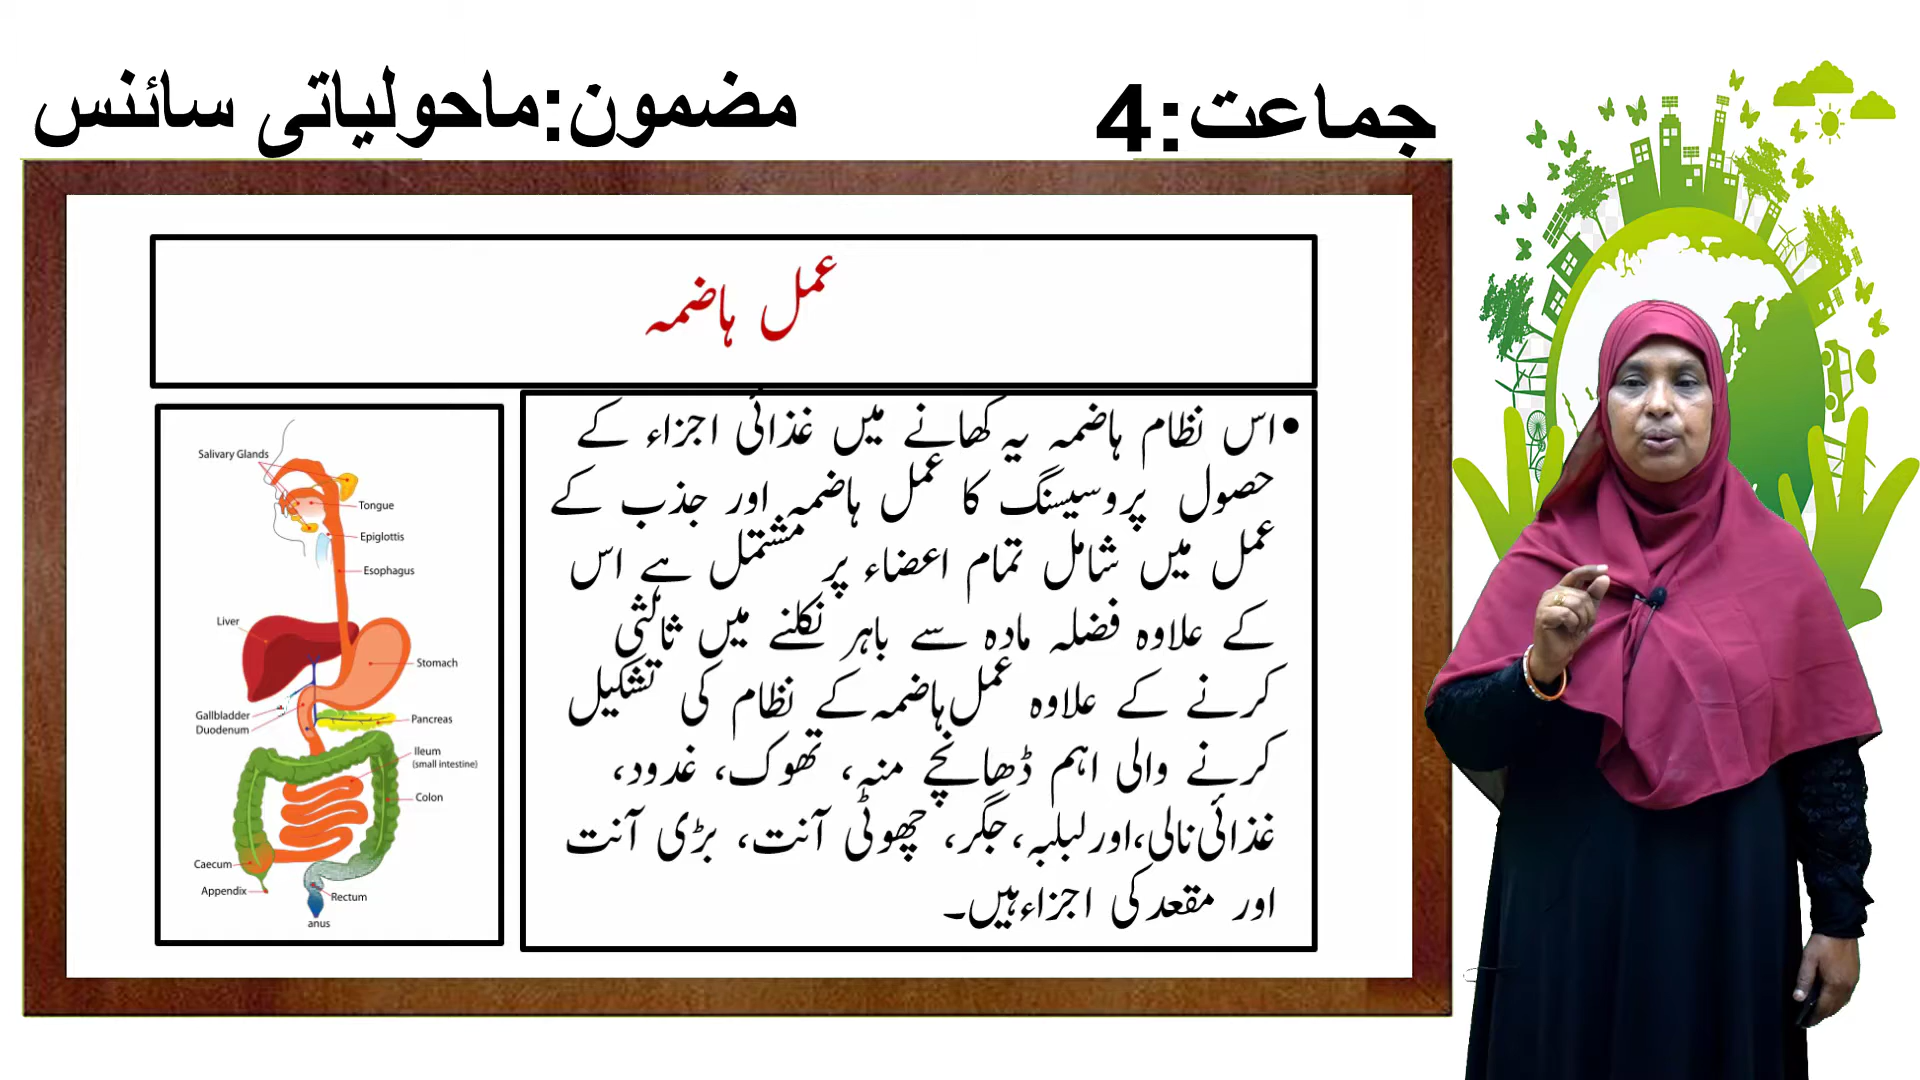 جماعت:4
مضمون:ماحولیاتی سائنس
عمل ہاضمہ
•اس نظام ہاضمہ یہ کھانے میں غذائی اجزاء کے
حصول پروسیسنگ کا عمل ہاضمہ اور جذب کے
عمل میں شامل تمام اعضاء پر مشتمل ہے اس
کے علاوہ فضلہ مادہ سے باہر نکلنے میں ثالثی
کرنے کے علاوہ عمل ہاضمہ کے نظام کی تشکیل
کرنے والی اہم ڈھانچے منہ، تھوک، غدود،
غذائی نالی،اور لبلبہ،جگر، چھوٹی آنت، بڑی آنت
اور مقعد کی اجزاء ہیں۔
Salivary Glands
Tongue
Epiglottis
Esophagus
Liver
Stomach
Gallbladder
Duodenum
Pancreas
Ileum
(small intestine)
Colon
Caecum
Appendix
Rectum
anus